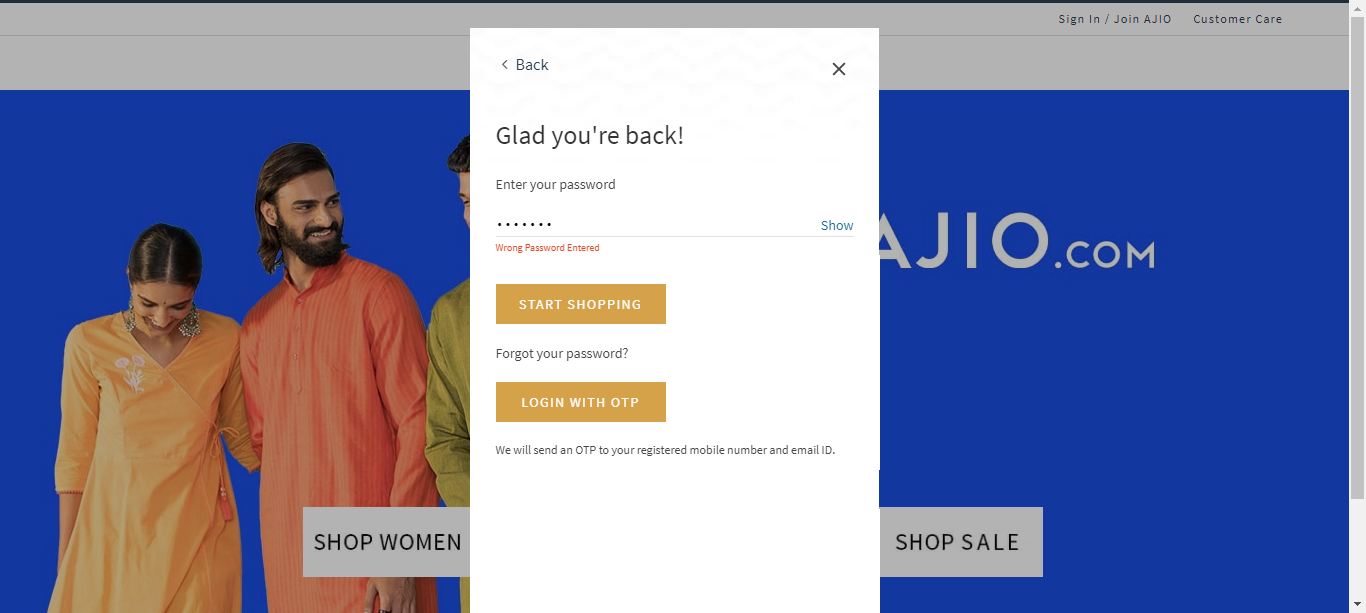 Sign In / Join AJIO
Customer Care
Back
Glad you're back!
Enter your password
Show
Wrong Password Entered
AJIO.COM
START SHOPPING
Forgot your password?
LOGIN WITH OTP
We will send an OTP to your registered mobile number and email ID.
SHOP WOMEN
SHOP SALE